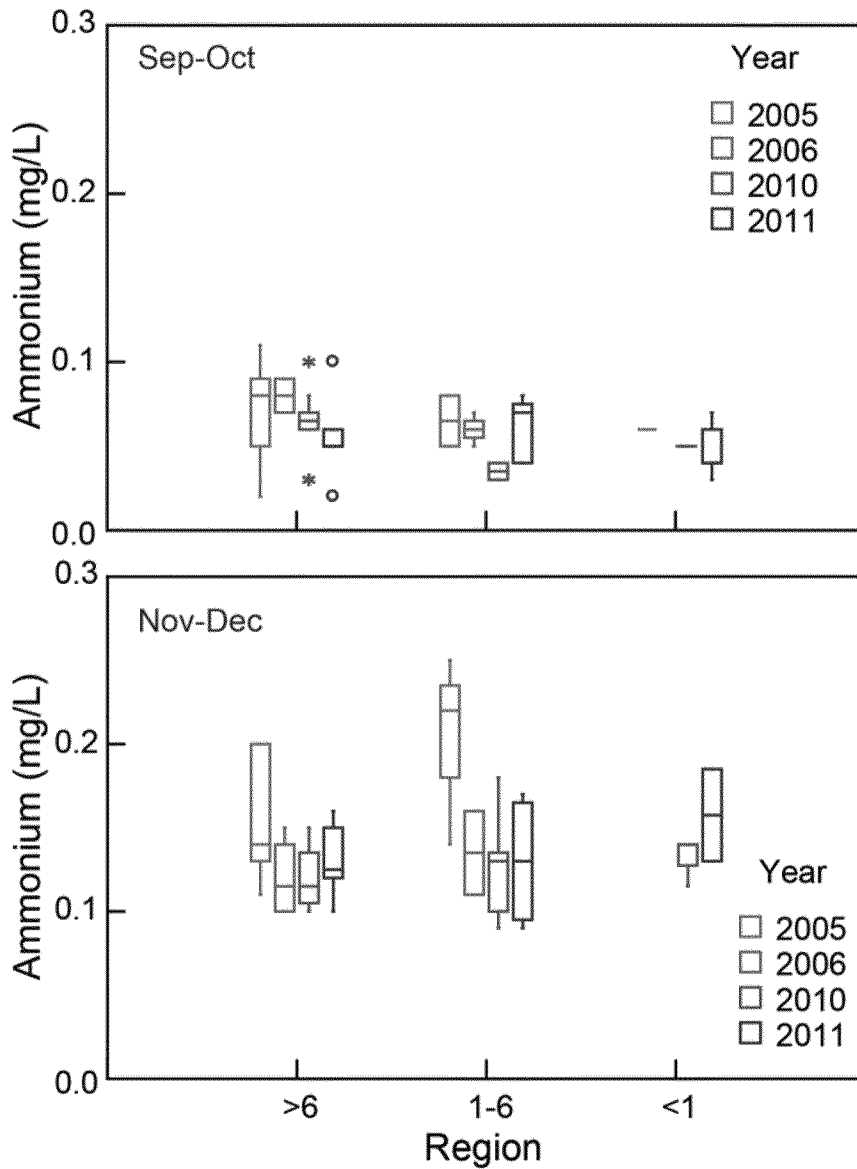 0.3
Sep-Oct
Year
2005
2006
2010
2011
0.2
0.1
0.0
Ammonium (mg/L)
0.3
Nov-Dec
0.2
0.1
0.0
Ammonium (mg/L)
Year
2005
2006
2010
2011
>6
1-6
<1
Region